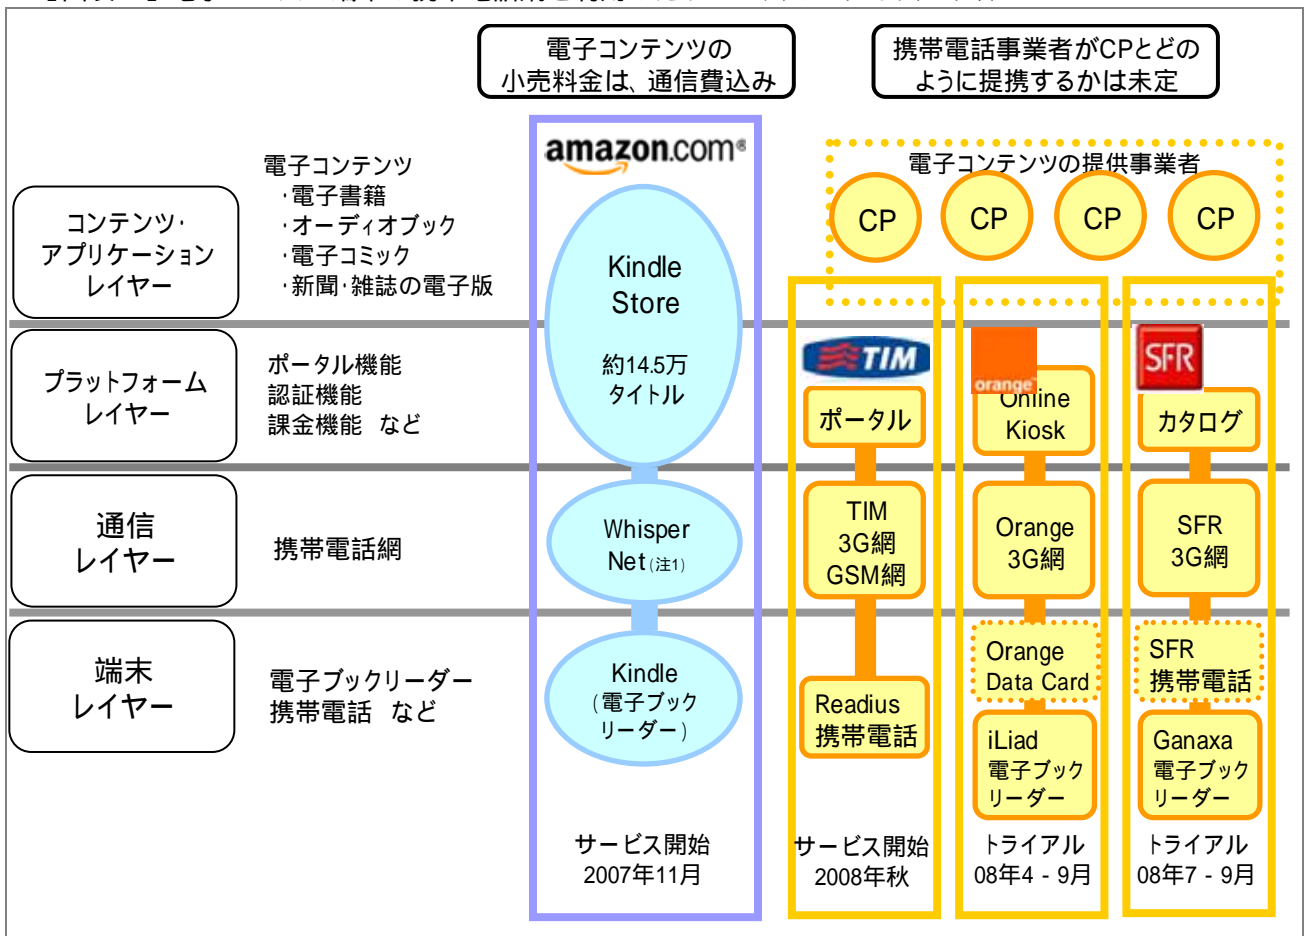 電子コンテンツの
小売料金は、通信費込み
携帯電話事業者がCPとどの
ように提携するかは未定
amazon.com®
電子コンテンツの提供事業者
CP
CP
CP
CP
コンテンツ・
アプリケーション
レイヤー
電子コンテンツ
・電子書籍
・オーディオブック
・電子コミック
・新聞・雑誌の電子版
Kindle
Store
約14.5万
タイトル
プラットフォーム
レイヤー
ポータル機能
認証機能
課金機能 など
TIM
ポータル
orange™
Online
Kiosk
SFR
カタログ
通信
レイヤー
携帯電話網
Whisper
Net(注1)
TIM
3G網
GSM網
Orange
3G網
SFR
3G網
端末
レイヤー
電子ブックリーダー
携帯電話 など
Kindle
(電子ブック
リーダー)
Readius
携帯電話
Orange
Data Card
iLiad
電子ブック
リーダー
SFR
携帯電話
Ganaxa
電子ブック
リーダー
サービス開始
2007年11月
サービス開始
2008年秋
トライアル
08年4 - 9月
トライアル
08年7 - 9月